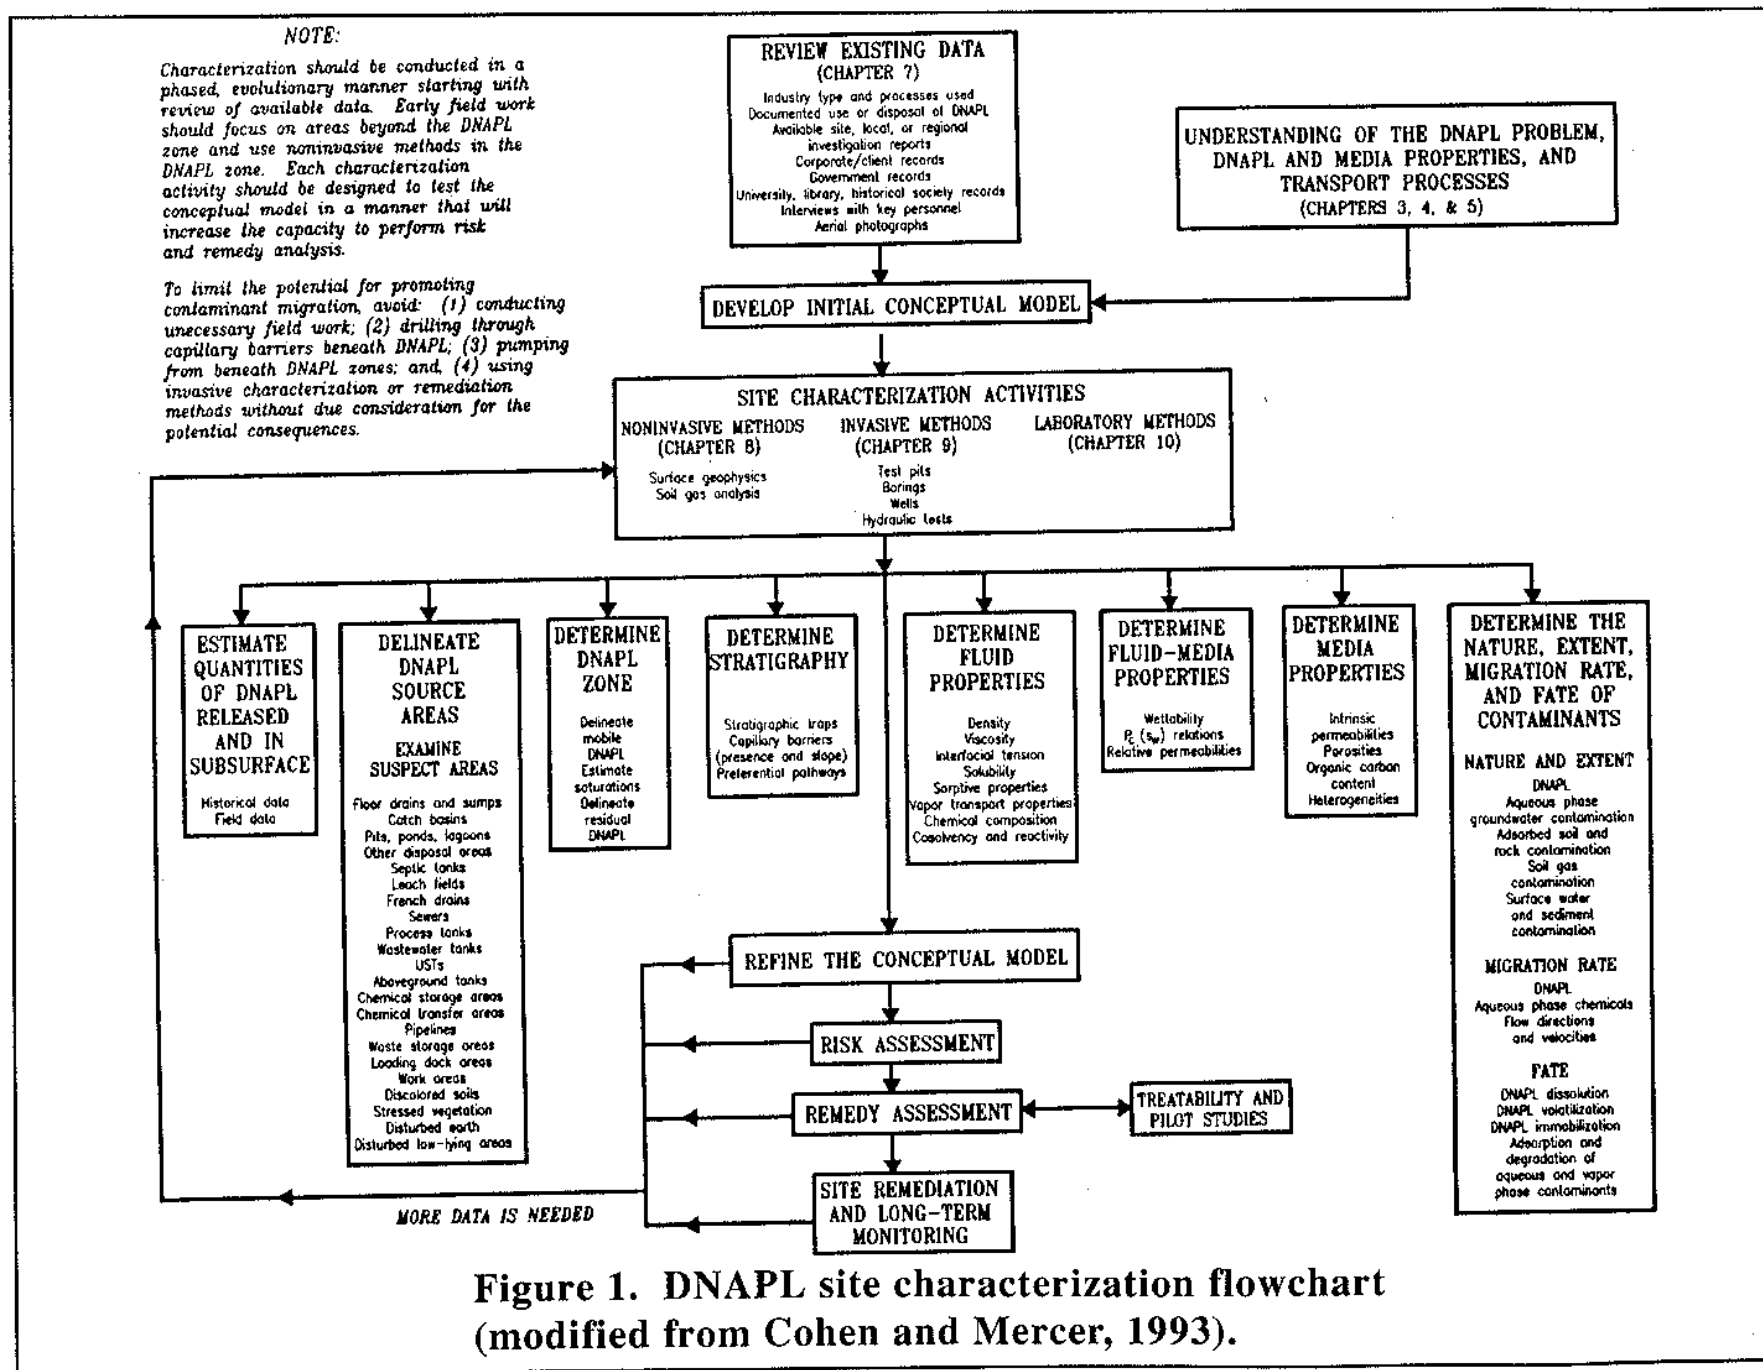 NOTE:
Characterization should be conducted in a
phased, evolutionary manner starting with
review of available data. Early field work
should focus on areas beyond the DNAPL
zone and use noninvasive methods in the
DNAPL zone. Each characterization
activity should be designed to test the
conceptual model in a manner that will
increase the capacity to perform risk
and remedy analysis.
To limit the potential for promoting
contaminant migration, avoid: (1) conducting
unecessary field work; (2) drilling through
capillary barriers beneath DNAPL; (3) pumping
from beneath DNAPL zones; and, (4) using
invasive characterization or remediation
methods without due consideration for the
potential consequences.
REVIEW EXISTING DATA
(CHAPTER 7)
Industry type and processes used
Documented use or disposal of DNAPL
Available site, local, or regional
investigation reports
Corporate/client records
Government records
University, library, historical society records
Interviews with key personnel
Aerial photographs
UNDERSTANDING OF THE DNAPL PROBLEM,
DNAPL AND MEDIA PROPERTIES, AND
TRANSPORT PROCESSES
(CHAPTERS 3, 4, & 5)
DEVELOP INITIAL CONCEPTUAL MODEL
SITE CHARACTERIZATION ACTIVITIES
NONINVASIVE METHODS
(CHAPTER 8)
Surface geophysics
Soil gas analysis
INVASIVE METHODS
(CHAPTER 9)
Test pits
Borings
Wells
Hydraulic tests
LABORATORY METHODS
(CHAPTER 10)
ESTIMATE
QUANTITIES
OF DNAPL
RELEASED
AND IN
SUBSURFACE
Historical data
Field data
DELINEATE
DNAPL
SOURCE
AREAS
EXAMINE
SUSPECT AREAS
Floor drains and sumps
Catch basins
Pits, ponds, lagoons
Other disposal areas
Septic tanks
Leach fields
French drains
Sewers
Process tanks
Wastewater tanks
USTs
Aboveground tanks
Chemical storage areas
Chemical transfer areas
Pipelines
Waste storage areas
Loading dock areas
Work areas
Discolored soils
Stressed vegetation
Disturbed earth
Disturbed low-lying areas
DETERMINE
DNAPL
ZONE
Delineate
mobile
DNAPL
Estimate
saturations
Delineate
residual
DNAPL
DETERMINE
STRATIGRAPHY
Stratigraphic traps
Capillary barriers
(presence and slope)
Preferential pathways
DETERMINE
FLUID
PROPERTIES
Density
Viscosity
Interfacial tension
Solubility
Sorptive properties
Vapor transport properties
Chemical composition
Cosolvency and reactivity
DETERMINE
FLUID-MEDIA
PROPERTIES
Wettability
Pc (sw) relations
Relative permeabilities
DETERMINE
MEDIA
PROPERTIES
Intrinsic
permeabilities
Porosities
Organic carbon
content
Heterogeneities
DETERMINE THE
NATURE, EXTENT,
MIGRATION RATE,
AND FATE OF
CONTAMINANTS
NATURE AND EXTENT
DNAPL
Aqueous phase
groundwater contamination
Adsorbed soil and
rock contamination
Soil gas
contamination
Surface water
and sediment
contamination
MIGRATION RATE
DNAPL
Aqueous phase chemicals
Flow directions
and velocities
FATE
DNAPL dissolution
DNAPL volatilization
DNAPL immobilization
Adsorption and
degradation of
aqueous and vapor
phase contaminants
REFINE THE CONCEPTUAL MODEL
RISK ASSESSMENT
REMEDY ASSESSMENT
TREATABILITY AND
PILOT STUDIES
SITE REMEDIATION
AND LONG-TERM
MONITORING
MORE DATA IS NEEDED
Figure 1. DNAPL site characterization flowchart
(modified from Cohen and Mercer, 1993).